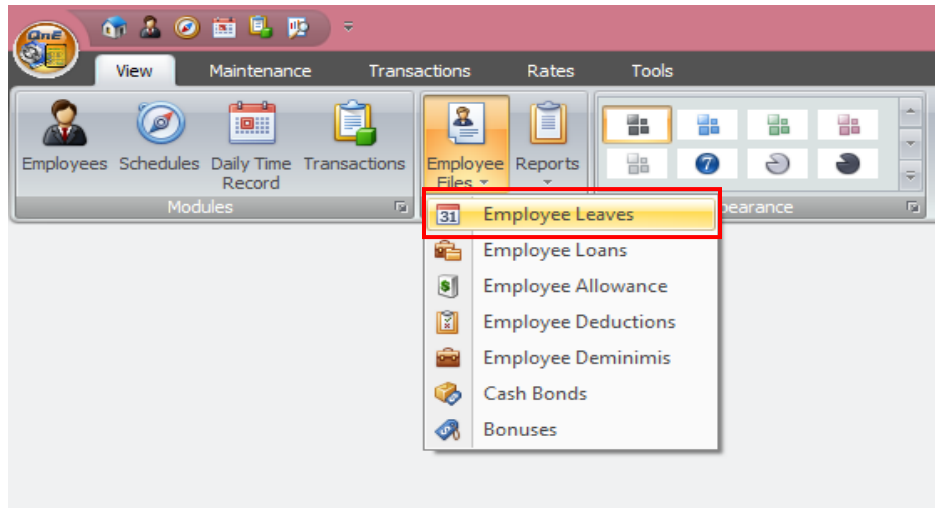 QnE
View Maintenance Transactions Rates Tools
Employees Schedules Daily Time Record Transactions
Employee Files Reports
7
Modules
earance
31 Employee Leaves
Employee Loans
Employee Allowance
Employee Deductions
Employee Deminimis
Cash Bonds
Bonuses